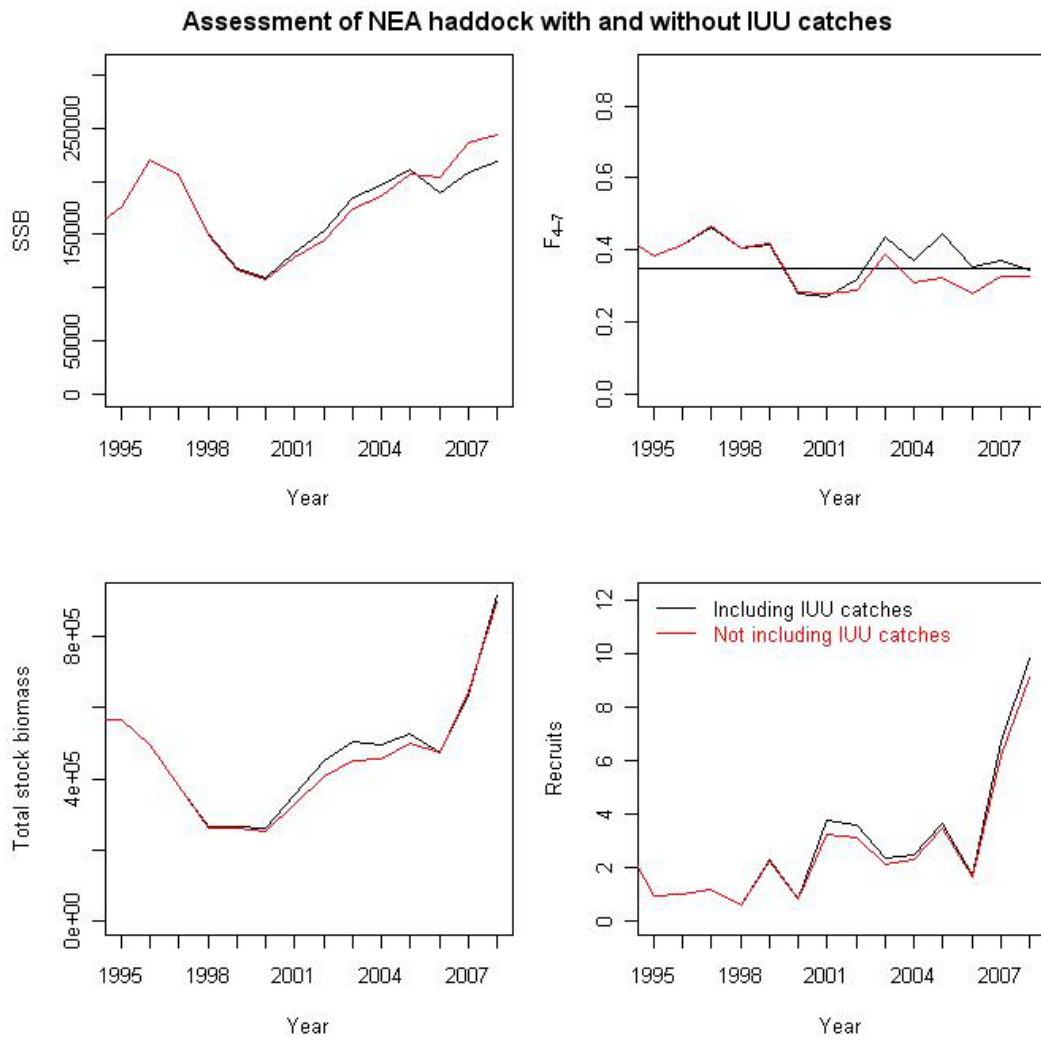 Assessment of NEA haddock with and without IUU catches
SSB
250000
150000
50000
0
1995 1998 2001 2004 2007
Year
F4–7
0.8
0.6
0.4
0.2
0.0
1995 1998 2001 2004 2007
Year
Total stock biomass
8e+05
4e+05
0e+00
1995 1998 2001 2004 2007
Year
Recruits
12
10
8
6
4
2
0
Including IUU catches
Not including IUU catches
1995 1998 2001 2004 2007
Year